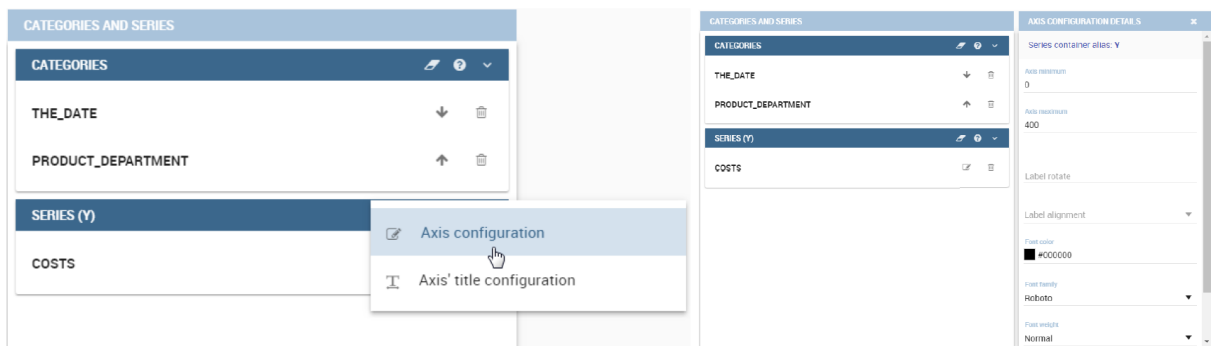 CATEGORIES AND SERIES
CATEGORIES
THE_DATE
PRODUCT_DEPARTMENT
SERIES (Y)
COSTS
Axis configuration
Axis' title configuration
CATEGORIES AND SERIES
CATEGORIES
THE_DATE
PRODUCT_DEPARTMENT
SERIES (Y)
COSTS
AXIS CONFIGURATION DETAILS
Series container alias: Y
Axis minimum
0
Axis maximum
400
Label rotate
Label alignment
Font color
#000000
Font family
Roboto
Font weight
Normal